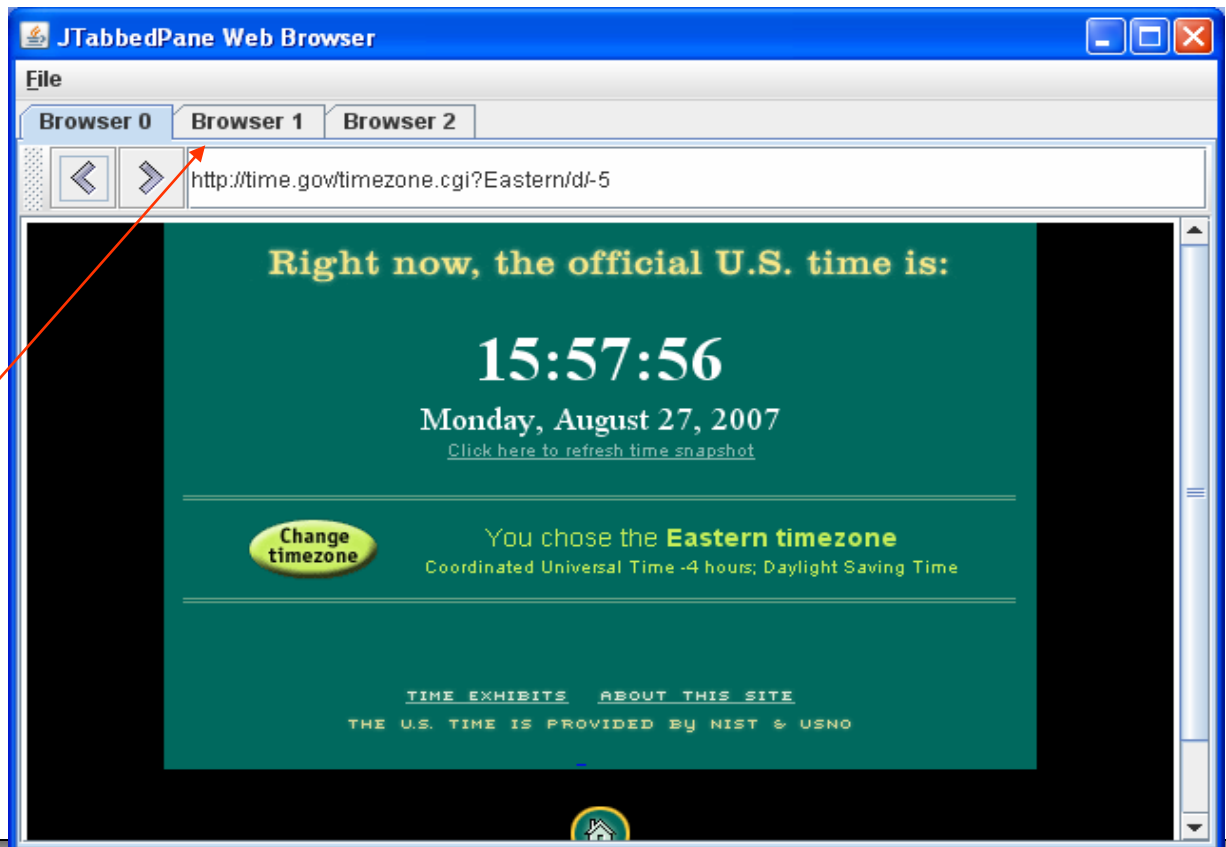 JTabbedPane Web Browser
File
Browser 0 Browser 1 Browser 2
http://time.gov/timezone.cgi?Eastern/d/-5
Right now, the official U.S. time is:
15:57:56
Monday, August 27, 2007
Click here to refresh time snapshot
Change
timezone
You chose the Eastern timezone
Coordinated Universal Time -4 hours; Daylight Saving Time
TIME EXHIBITS ABOUT THIS SITE
THE U.S. TIME IS PROVIDED BY NIST & USNO